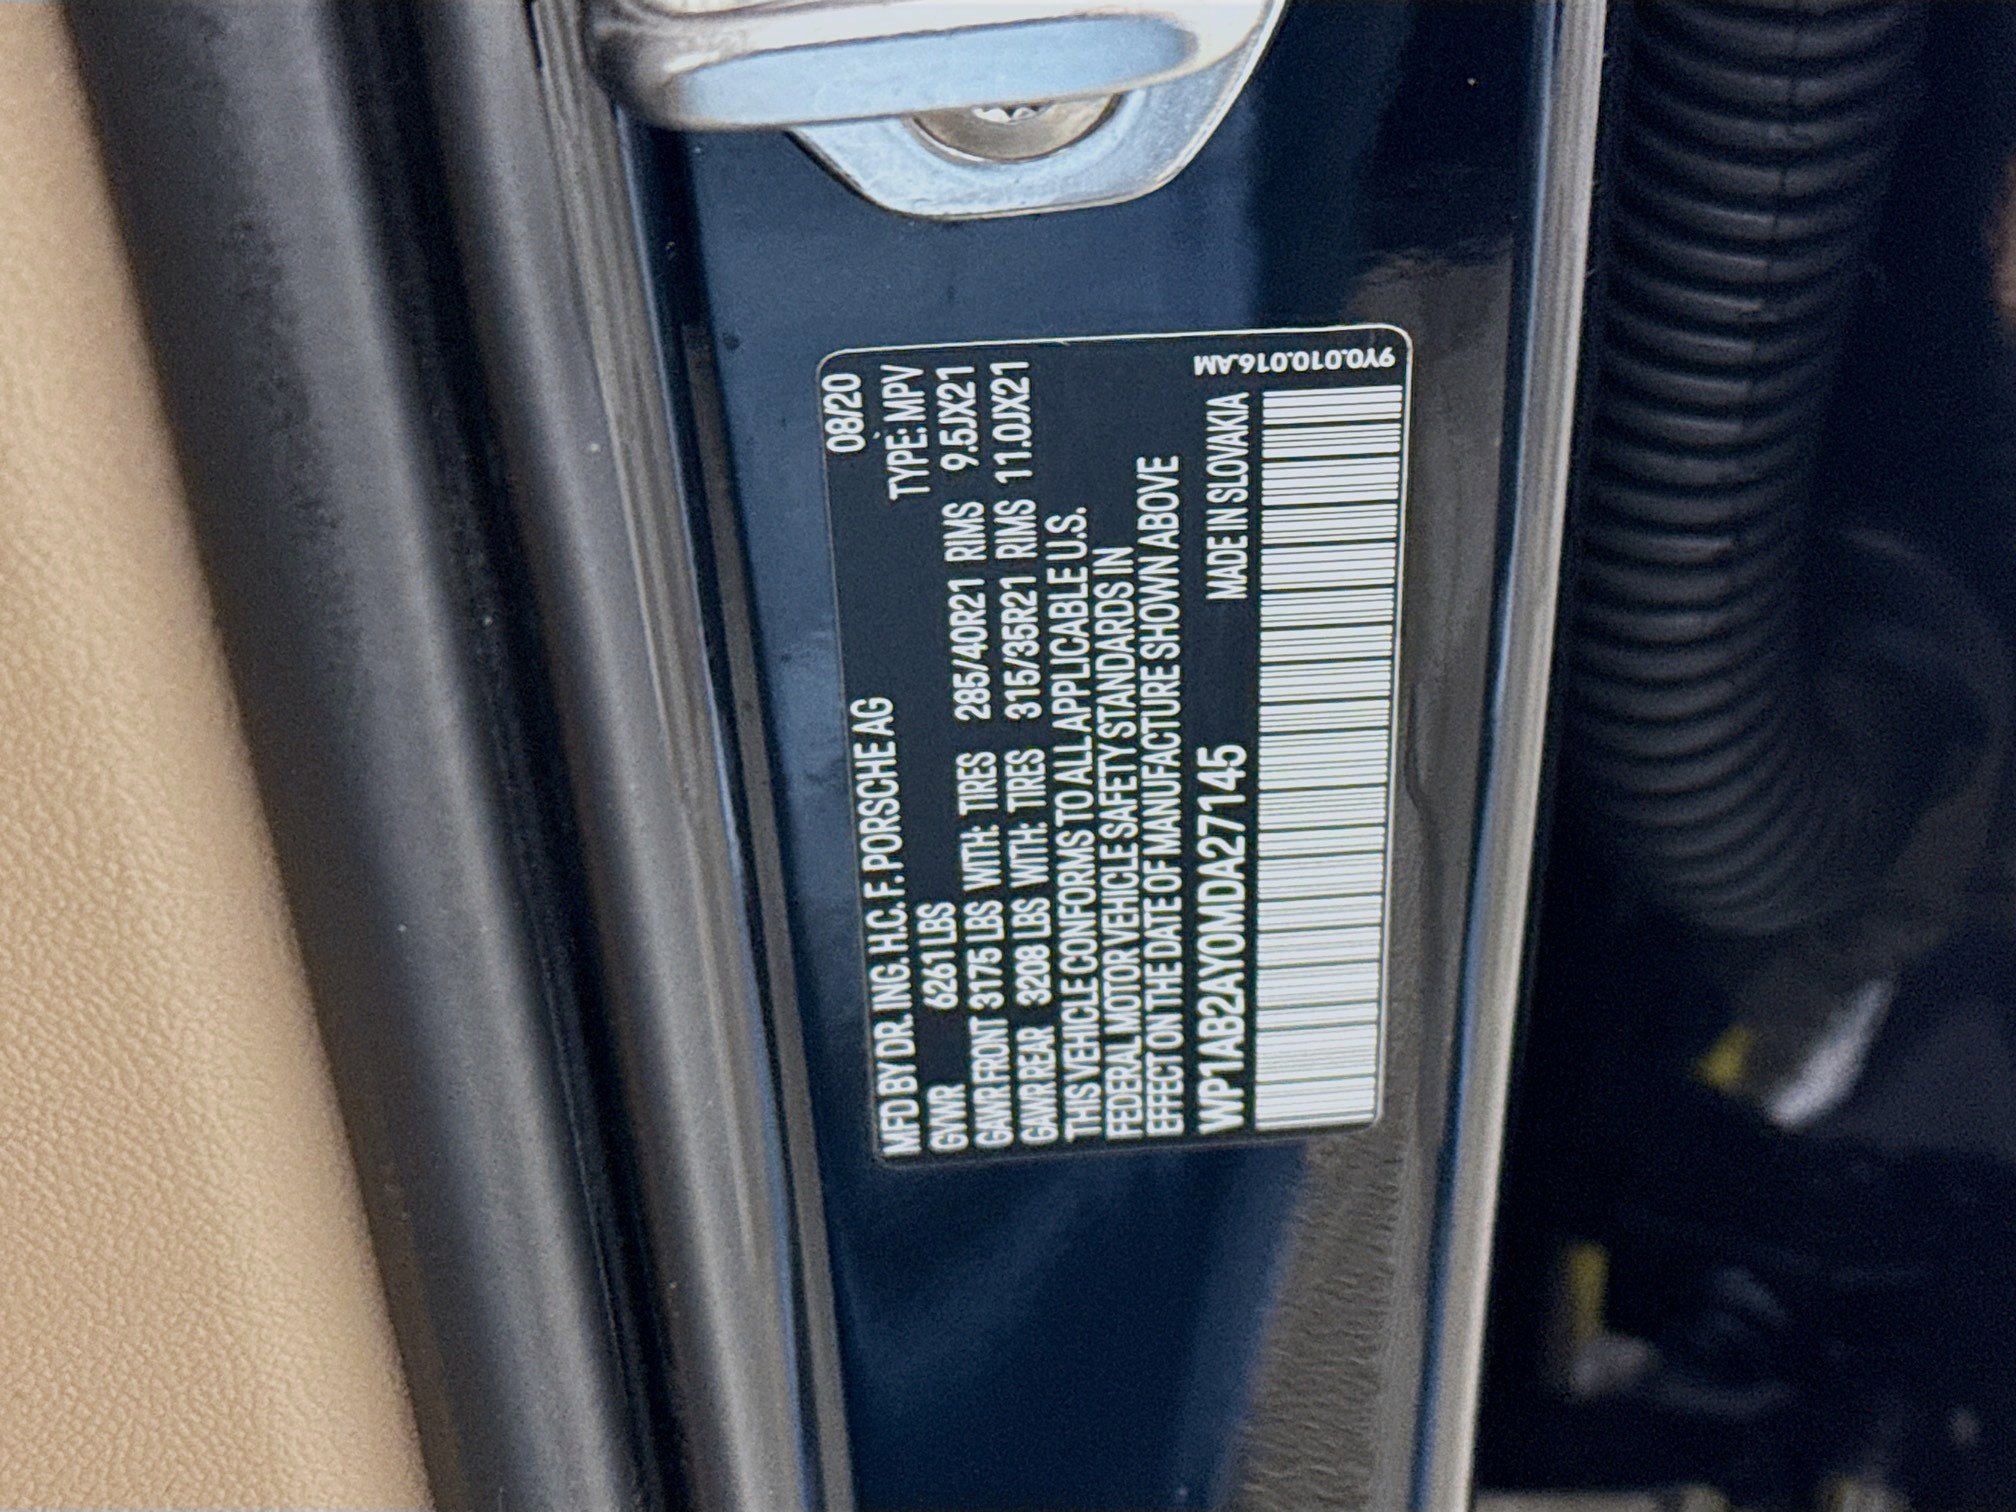 08/20
MFD BY DR. ING. H.C. F. PORSCHE AG TYPE: MPV
GVWR 6261 LBS
GAWR FRONT 3175 LBS WITH: TIRES 285/40R21 RIMS 9.5JX21
GAWR REAR 3208 LBS WITH: TIRES 315/35R21 RIMS 11.0JX21
THIS VEHICLE CONFORMS TO ALL APPLICABLE U.S.
FEDERAL MOTOR VEHICLE SAFETY STANDARDS IN
EFFECT ON THE DATE OF MANUFACTURE SHOWN ABOVE
WP1AB2AY0MDA27145 MADE IN SLOVAKIA
9Y0.010.016.AM